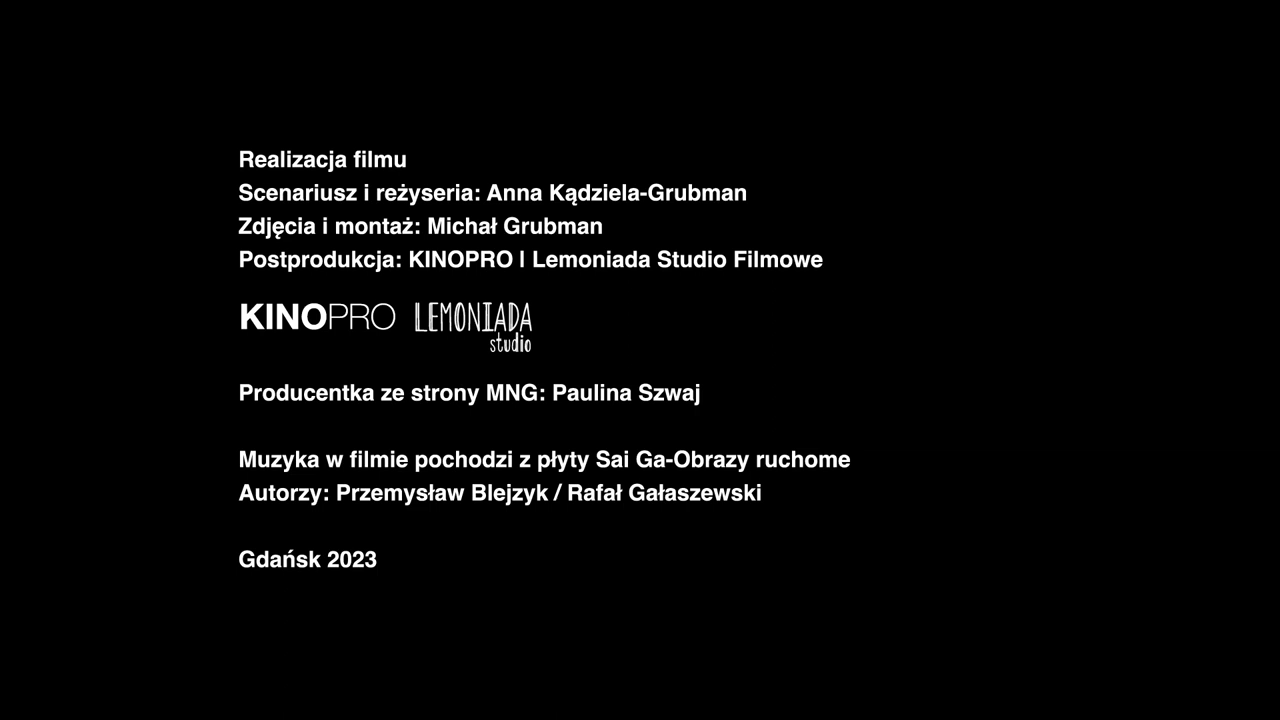 Realizacja filmu
Scenariusz i reżyseria: Anna Kądziela-Grubman
Zdjęcia i montaż: Michał Grubman
Postprodukcja: KINOPRO | Lemoniada Studio Filmowe
KINOPRO LEMONIADA
studio
Producentka ze strony MNG: Paulina Szwaj
Muzyka w filmie pochodzi z płyty Sai Ga-Obrazy ruchome
Autorzy: Przemysław Blejzyk / Rafał Gałaszewski
Gdańsk 2023